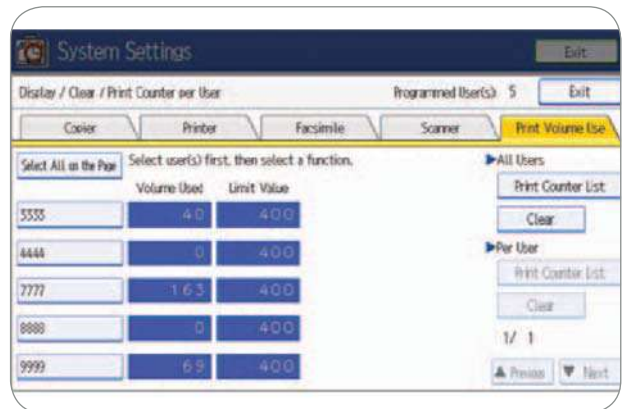 System Settings
Exit
Display / Clear / Print Counter per User
Programmed User(s) 5
Exit
Copier
Printer
Facsimile
Scanner
Print Volume Use
Select All on the Page
Select user(s) first, then select a function.
Volume Used
Limit Value
►All Users
Print Counter List
Clear
40
400
4444
0
400
►Per User
Print Counter List
7777
163
400
Clear
8888
0
400
1/ 1
9999
69
400
▲ Previous
▼ Next